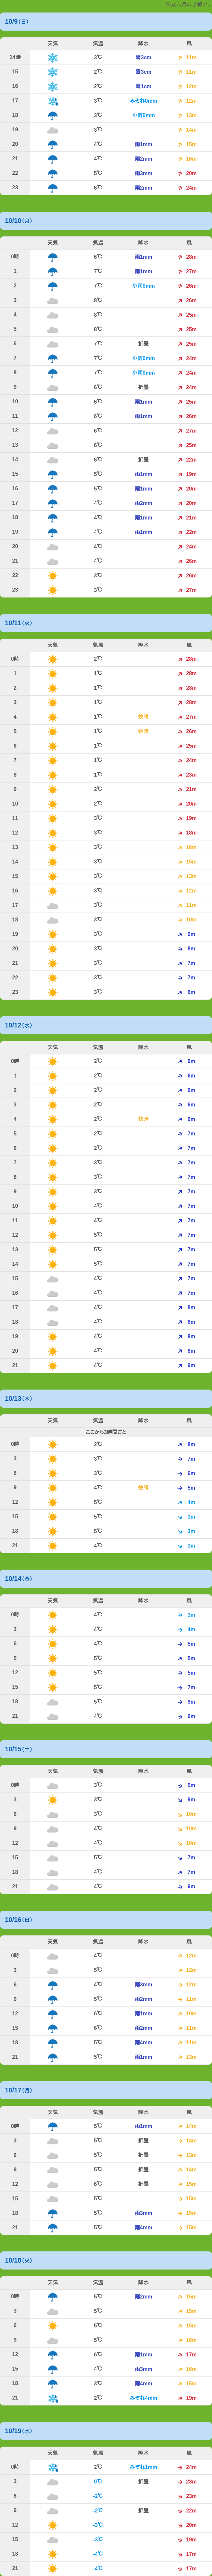 10/9(日)
天気 気温 降水 風
14時 3℃ 雪3cm 11m
15 2℃ 雪3cm 11m
16 2℃ 雪1cm 12m
17 3℃ みぞれ0mm 12m
18 3℃ 小雨0mm 13m
19 3℃ 14m
20 4℃ 雨1mm 15m
21 4℃ 雨2mm 16m
22 5℃ 雨3mm 20m
23 6℃ 雨2mm 24m
10/10(月)
天気 気温 降水 風
0時 6℃ 雨1mm 28m
1 7℃ 雨1mm 27m
2 7℃ 小雨0mm 26m
3 8℃ 26m
4 8℃ 25m
5 8℃ 25m
6 7℃ 折畳 25m
7 7℃ 小雨0mm 24m
8 7℃ 小雨0mm 24m
9 6℃ 折畳 24m
10 6℃ 雨1mm 25m
11 6℃ 雨1mm 26m
12 6℃ 27m
13 6℃ 25m
14 6℃ 折畳 22m
15 5℃ 雨1mm 19m
16 5℃ 雨1mm 20m
17 4℃ 雨2mm 20m
18 4℃ 雨1mm 21m
19 4℃ 雨1mm 22m
20 4℃ 24m
21 4℃ 26m
22 3℃ 26m
23 3℃ 27m
10/11(火)
天気 気温 降水 風
0時 2℃ 28m
1 1℃ 28m
2 1℃ 28m
3 1℃ 28m
4 1℃ 快晴 27m
5 1℃ 快晴 26m
6 1℃ 25m
7 1℃ 24m
8 1℃ 23m
9 2℃ 21m
10 2℃ 20m
11 3℃ 19m
12 3℃ 18m
13 3℃ 16m
14 3℃ 15m
15 3℃ 13m
16 3℃ 12m
17 3℃ 11m
18 3℃ 10m
19 3℃ 9m
20 3℃ 8m
21 3℃ 7m
22 3℃ 7m
23 3℃ 6m
10/12(水)
天気 気温 降水 風
0時 2℃ 6m
1 2℃ 6m
2 2℃ 6m
3 2℃ 6m
4 2℃ 快晴 6m
5 2℃ 7m
6 2℃ 7m
7 3℃ 7m
8 3℃ 7m
9 3℃ 7m
10 4℃ 7m
11 4℃ 7m
12 5℃ 7m
13 5℃ 7m
14 5℃ 7m
15 4℃ 7m
16 4℃ 7m
17 4℃ 8m
18 4℃ 8m
19 4℃ 8m
20 4℃ 8m
21 4℃ 9m
10/13(木)
天気 気温 降水 風
ここから3時間ごと
0時 2℃ 8m
3 3℃ 7m
6 3℃ 6m
9 4℃ 快晴 5m
12 5℃ 4m
15 5℃ 3m
18 5℃ 3m
21 4℃ 3m
10/14(金)
天気 気温 降水 風
0時 4℃ 3m
3 4℃ 4m
6 4℃ 5m
9 5℃ 5m
12 5℃ 5m
15 5℃ 7m
18 5℃ 9m
21 4℃ 9m
10/15(土)
天気 気温 降水 風
0時 3℃ 9m
3 3℃ 9m
6 3℃ 10m
9 4℃ 10m
12 4℃ 10m
15 5℃ 7m
18 4℃ 7m
21 4℃ 9m
10/16(日)
天気 気温 降水 風
0時 4℃ 12m
3 5℃ 12m
6 4℃ 雨3mm 12m
9 5℃ 雨2mm 11m
12 6℃ 雨1mm 10m
15 6℃ 雨2mm 11m
18 5℃ 雨4mm 11m
21 5℃ 雨1mm 13m
10/17(月)
天気 気温 降水 風
0時 5℃ 雨1mm 14m
3 5℃ 折畳 14m
6 5℃ 折畳 13m
9 5℃ 折畳 14m
12 6℃ 折畳 15m
15 5℃ 15m
18 5℃ 雨3mm 15m
21 5℃ 雨4mm 15m
10/18(火)
天気 気温 降水 風
0時 5℃ 雨2mm 15m
3 5℃ 15m
6 5℃ 15m
9 5℃ 16m
12 6℃ 雨1mm 17m
15 4℃ 雨3mm 16m
18 3℃ 雨4mm 15m
21 2℃ みぞれ4mm 19m
10/19(水)
天気 気温 降水 風
0時 2℃ みぞれ1mm 24m
3 0℃ 折畳 23m
6 -2℃ 23m
9 -2℃ 折畳 22m
12 -3℃ 20m
15 -3℃ 19m
18 -4℃ 17m
21 -4℃ 17m